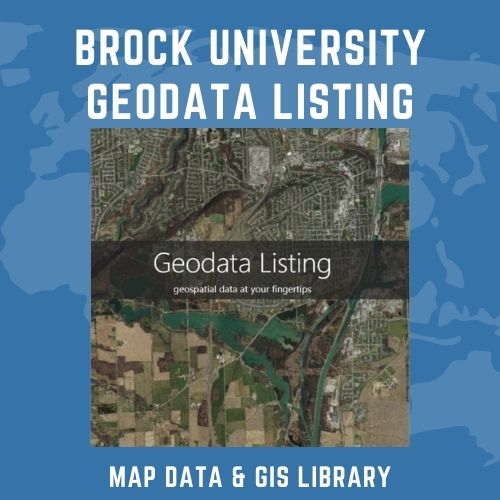 BROCK UNIVERSITY
GEODATA LISTING
Geodata Listing
geospatial data at your fingertips
MAP DATA & GIS LIBRARY